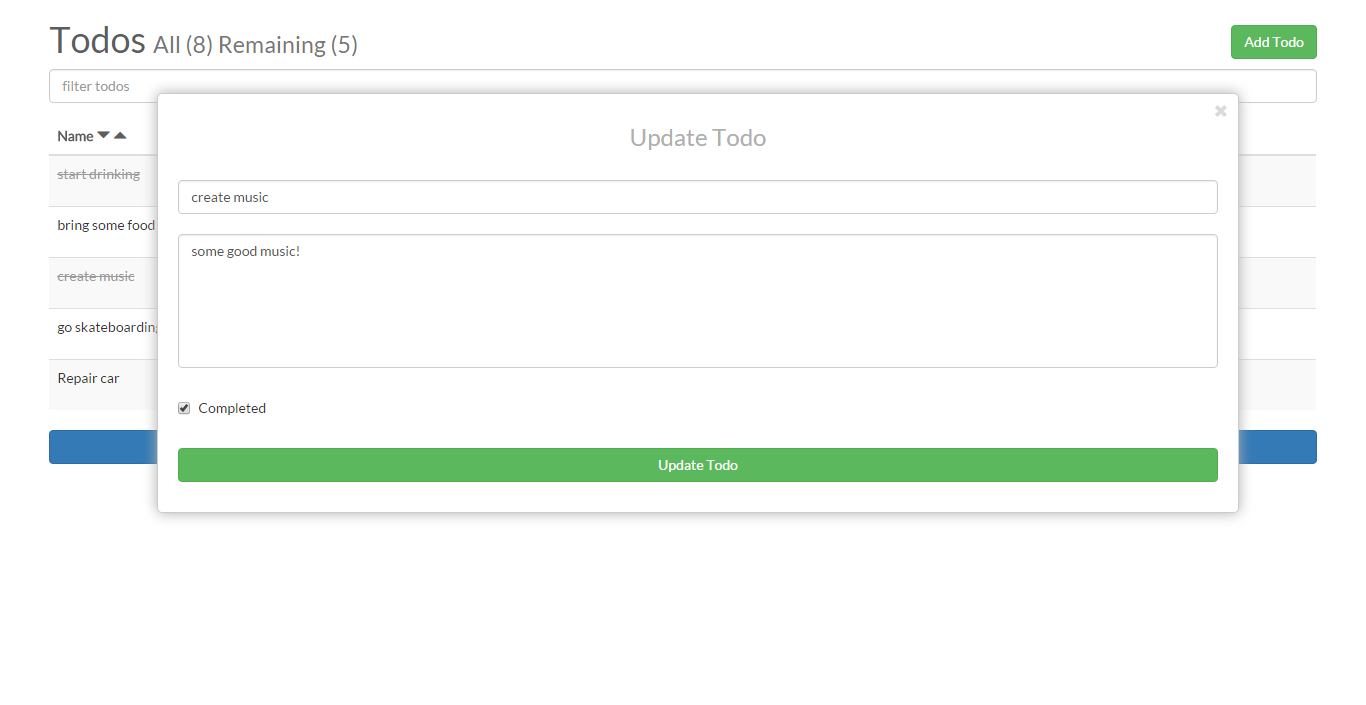 Todos All (8) Remaining (5)
Add Todo
filter todos
Update Todo
Name
start drinking
create music
bring some food
some good music!
create music
go skateboarding
Repair car
Completed
Update Todo